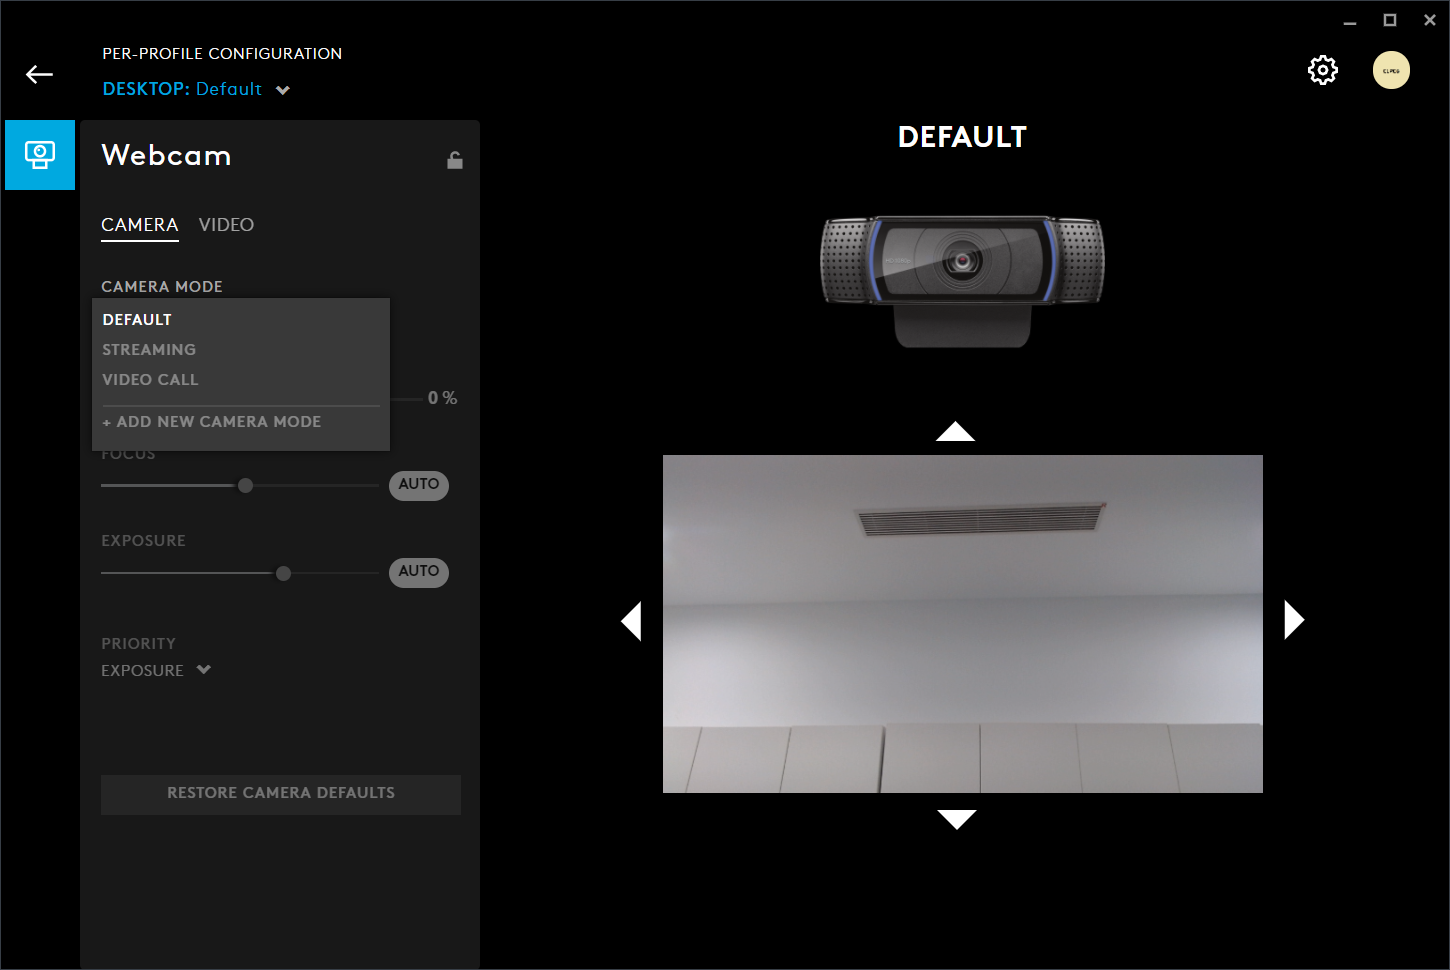 PER-PROFILE CONFIGURATION
DESKTOP: Default
Webcam
CAMERA VIDEO
CAMERA MODE
DEFAULT
STREAMING
VIDEO CALL
+ ADD NEW CAMERA MODE
0 %
FOCUS
AUTO
EXPOSURE
AUTO
PRIORITY
EXPOSURE
RESTORE CAMERA DEFAULTS
DEFAULT